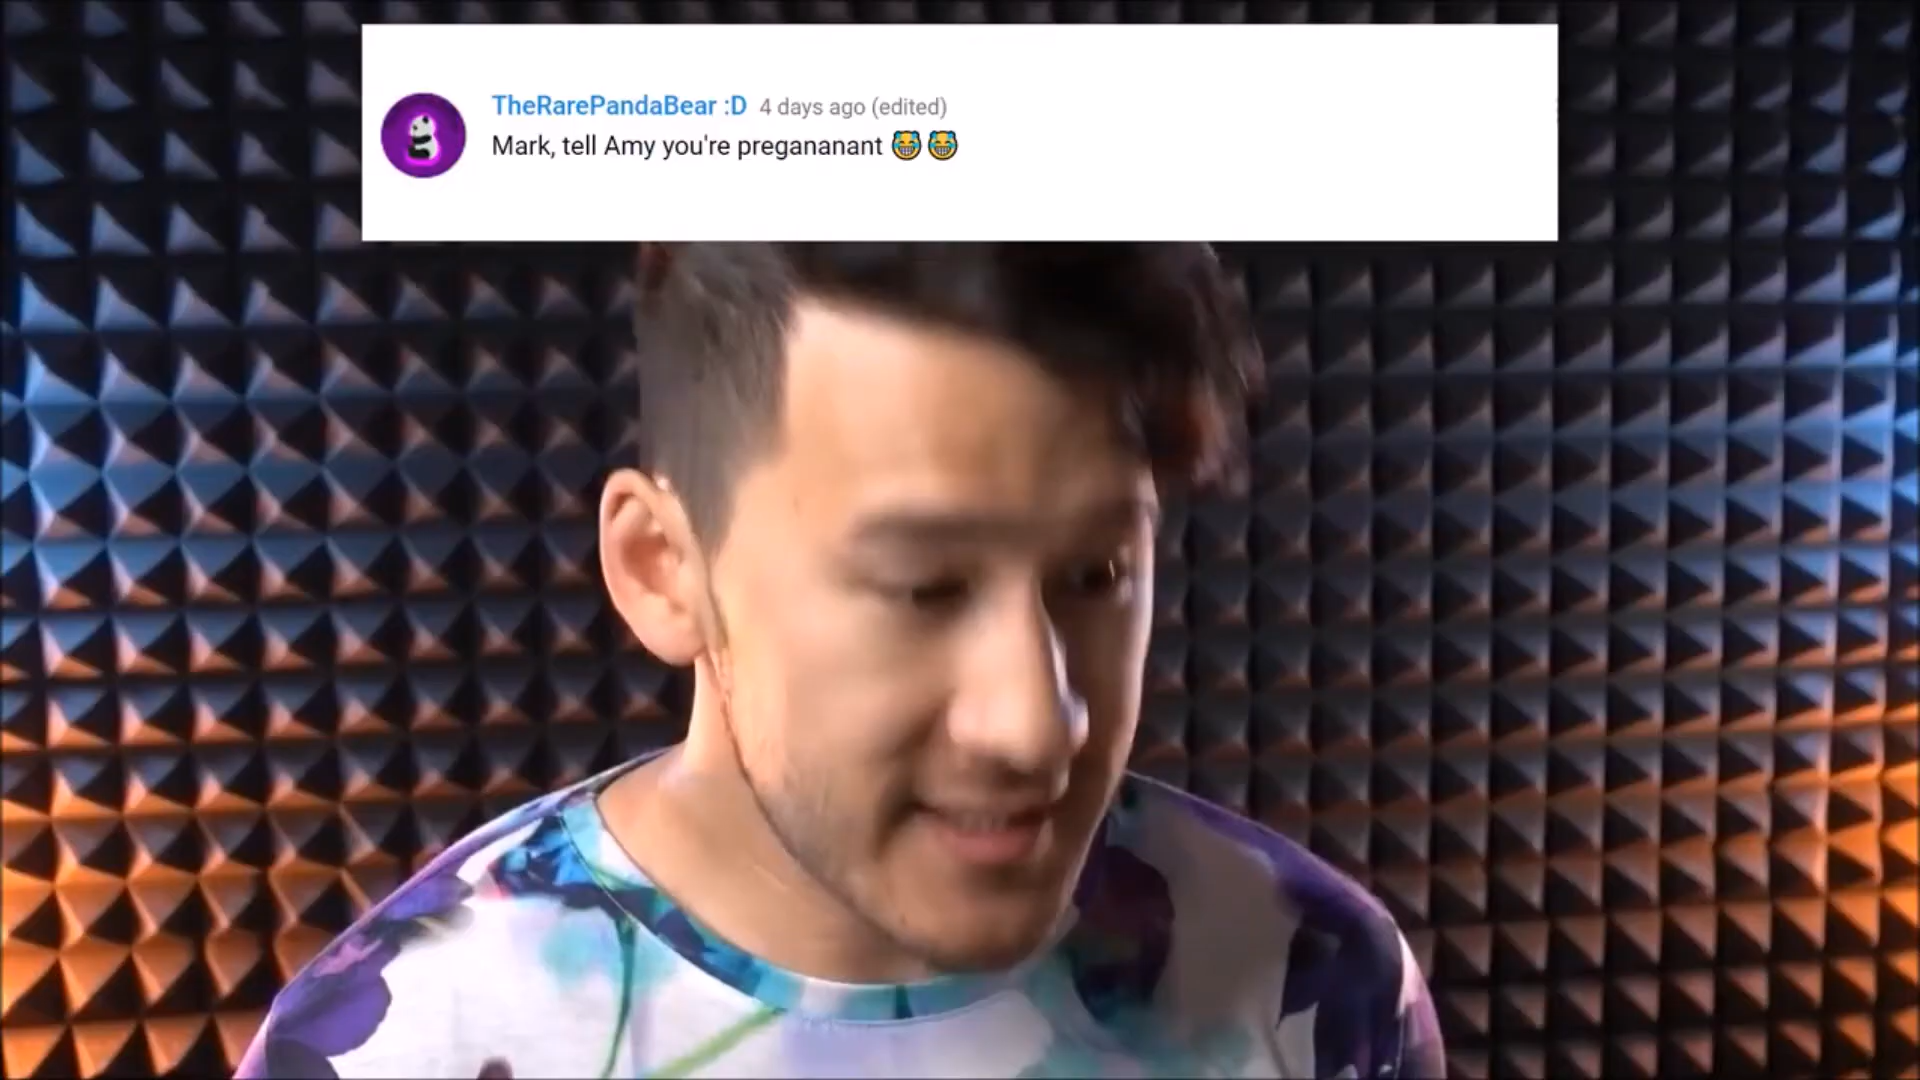 TheRarePandaBear :D 4 days ago (edited)
Mark, tell Amy you're pregananant 😹😹